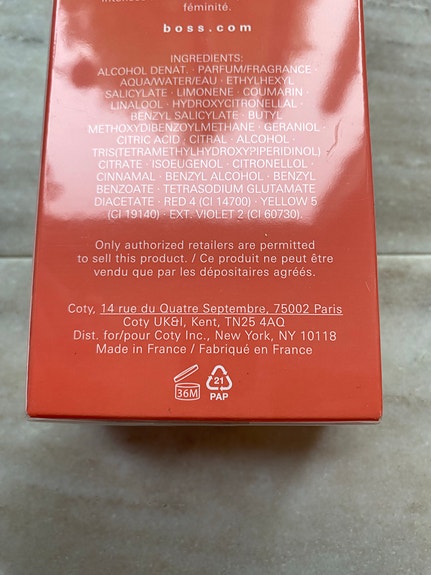 féminité.
boss.com
INGREDIENTS:
ALCOHOL DENAT. · PARFUM/FRAGRANCE ·
AQUA/WATER/EAU · ETHYLHEXYL
SALICYLATE · LIMONENE · COUMARIN ·
LINALOOL · HYDROXYCITRONELLAL ·
BENZYL SALICYLATE · BUTYL
METHOXYDIBENZOYLMETHANE · GERANIOL ·
CITRIC ACID · CITRAL · ALCOHOL ·
TRIS(TETRAMETHYLHYDROXYPIPERIDINOL)
CITRATE · ISOEUGENOL · CITRONELLOL ·
CINNAMAL · BENZYL ALCOHOL · BENZYL
BENZOATE · TETRASODIUM GLUTAMATE
DIACETATE · RED 4 (CI 14700) · YELLOW 5
(CI 19140) · EXT. VIOLET 2 (CI 60730).
Only authorized retailers are permitted
to sell this product. / Ce produit ne peut être
vendu que par les dépositaires agréés.
Coty, 14 rue du Quatre Septembre, 75002 Paris
Coty UK&I, Kent, TN25 4AQ
Dist. for/pour Coty Inc., New York, NY 10118
Made in France / Fabriqué en France
36M
21
PAP